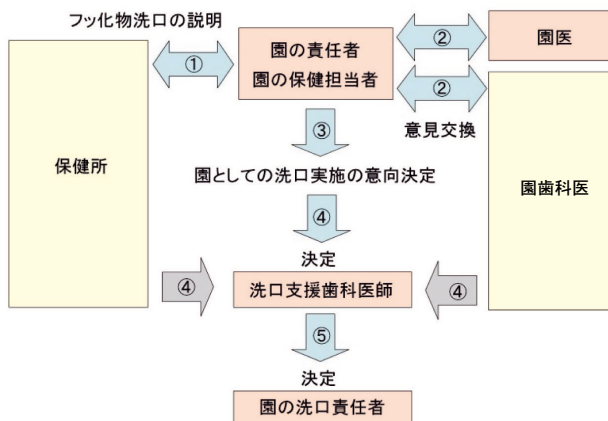 フッ化物洗口の説明
①
園の責任者
園の保健担当者
②
園医
②
意見交換
保健所
園歯科医
③
園としての洗口実施の意向決定
④
決定
④
洗口支援歯科医師
④
⑤
決定
園の洗口責任者